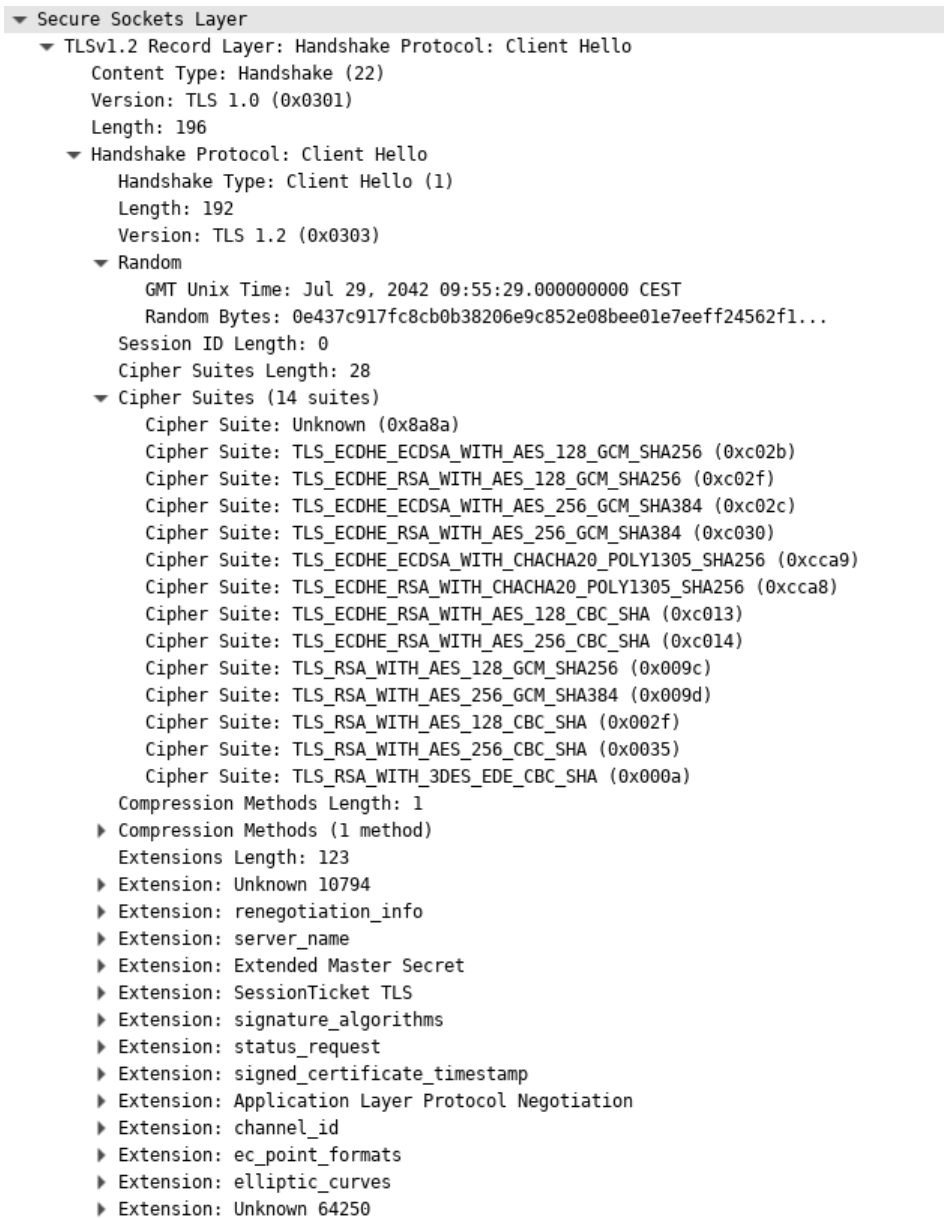 Secure Sockets Layer
TLSv1.2 Record Layer: Handshake Protocol: Client Hello
Content Type: Handshake (22)
Version: TLS 1.0 (0x0301)
Length: 196
Handshake Protocol: Client Hello
Handshake Type: Client Hello (1)
Length: 192
Version: TLS 1.2 (0x0303)
Random
GMT Unix Time: Jul 29, 2042 09:55:29.000000000 CEST
Random Bytes: 0e437c917fc8cb0b38206e9c852e08bee01e7eeff24562f1...
Session ID Length: 0
Cipher Suites Length: 28
Cipher Suites (14 suites)
Cipher Suite: Unknown (0x8a8a)
Cipher Suite: TLS_ECDHE_ECDSA_WITH_AES_128_GCM_SHA256 (0xc02b)
Cipher Suite: TLS_ECDHE_RSA_WITH_AES_128_GCM_SHA256 (0xc02f)
Cipher Suite: TLS_ECDHE_ECDSA_WITH_AES_256_GCM_SHA384 (0xc02c)
Cipher Suite: TLS_ECDHE_RSA_WITH_AES_256_GCM_SHA384 (0xc030)
Cipher Suite: TLS_ECDHE_ECDSA_WITH_CHACHA20_POLY1305_SHA256 (0xcca9)
Cipher Suite: TLS_ECDHE_RSA_WITH_CHACHA20_POLY1305_SHA256 (0xcca8)
Cipher Suite: TLS_ECDHE_RSA_WITH_AES_128_CBC_SHA (0xc013)
Cipher Suite: TLS_ECDHE_RSA_WITH_AES_256_CBC_SHA (0xc014)
Cipher Suite: TLS_RSA_WITH_AES_128_GCM_SHA256 (0x009c)
Cipher Suite: TLS_RSA_WITH_AES_256_GCM_SHA384 (0x009d)
Cipher Suite: TLS_RSA_WITH_AES_128_CBC_SHA (0x002f)
Cipher Suite: TLS_RSA_WITH_AES_256_CBC_SHA (0x0035)
Cipher Suite: TLS_RSA_WITH_3DES_EDE_CBC_SHA (0x000a)
Compression Methods Length: 1
Compression Methods (1 method)
Extensions Length: 123
Extension: Unknown 10794
Extension: renegotiation_info
Extension: server_name
Extension: Extended Master Secret
Extension: SessionTicket TLS
Extension: signature_algorithms
Extension: status_request
Extension: signed_certificate_timestamp
Extension: Application Layer Protocol Negotiation
Extension: channel_id
Extension: ec_point_formats
Extension: elliptic_curves
Extension: Unknown 64250